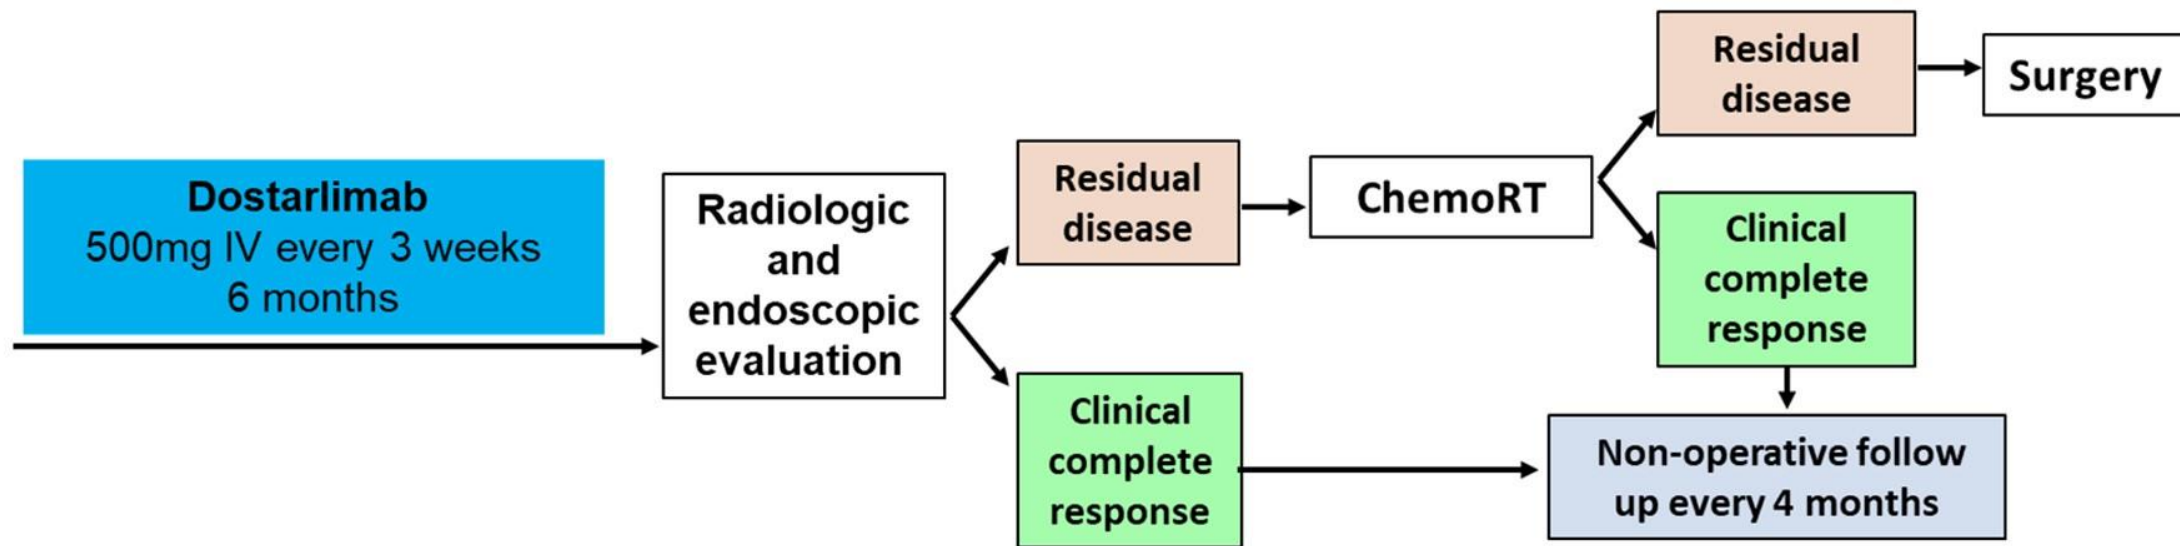 Dostarlimab
500mg IV every 3 weeks
6 months
Radiologic
and
endoscopic
evaluation
Residual
disease
Clinical
complete
response
ChemoRT
Residual
disease
Surgery
Clinical
complete
response
Non-operative follow
up every 4 months